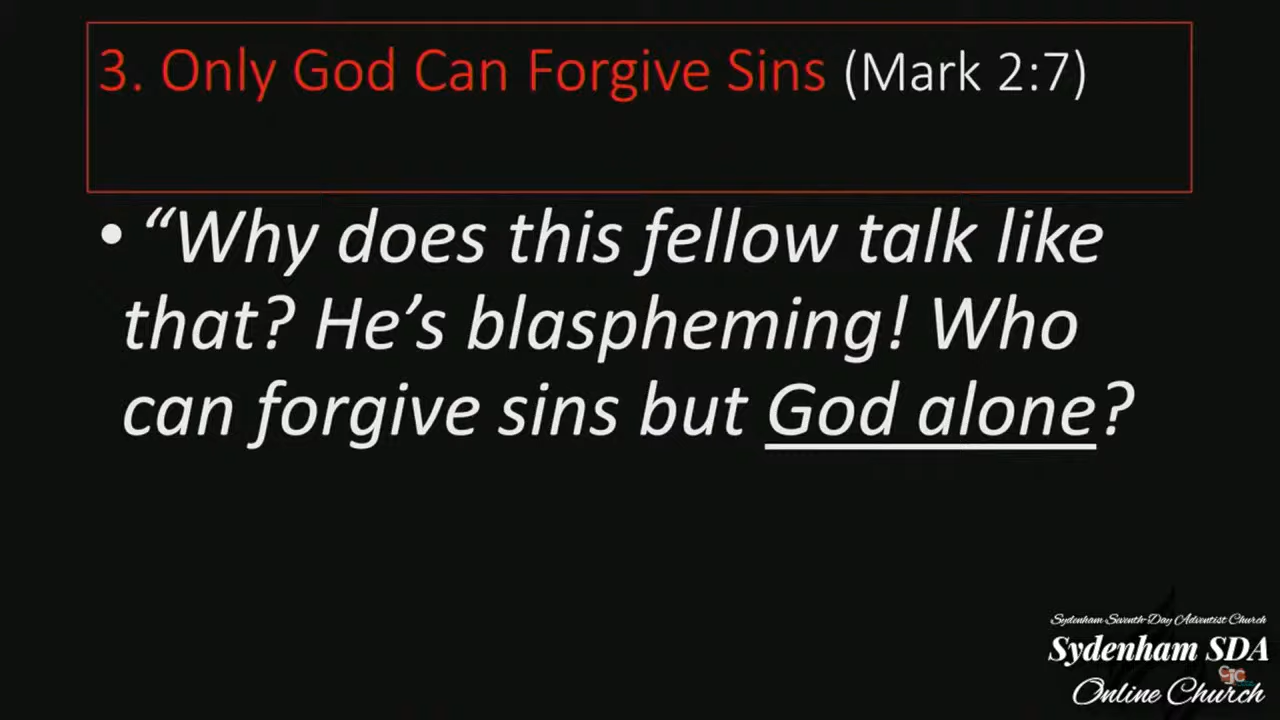 3. Only God Can Forgive Sins (Mark 2:7)
• “Why does this fellow talk like
that? He’s blaspheming! Who
can forgive sins but God alone?
Sydenham Seventh-Day Adventist Church
Sydenham SDA
CJC
Online Church